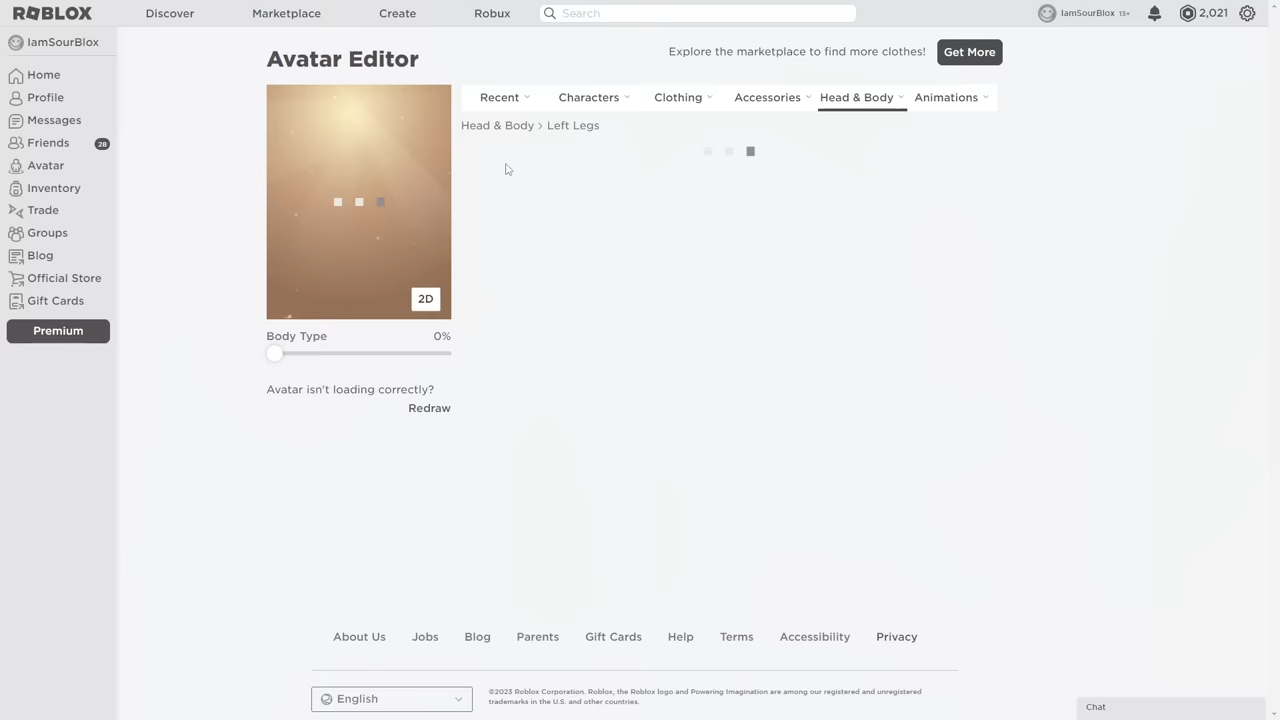 ROBLOX
Discover
Marketplace
Create
Robux
Search
IamSourBlox 13+
2,021
IamSourBlox
Home
Profile
Messages
Friends 28
Avatar
Inventory
Trade
Groups
Blog
Official Store
Gift Cards
Premium
Avatar Editor
Explore the marketplace to find more clothes!
Get More
Recent
Characters
Clothing
Accessories
Head & Body
Animations
Head & Body > Left Legs
2D
Body Type 0%
Avatar isn't loading correctly?
Redraw
About Us
Jobs
Blog
Parents
Gift Cards
Help
Terms
Accessibility
Privacy
English
©2023 Roblox Corporation. Roblox, the Roblox logo and Powering Imagination are among our registered and unregistered
trademarks in the U.S. and other countries.
Chat